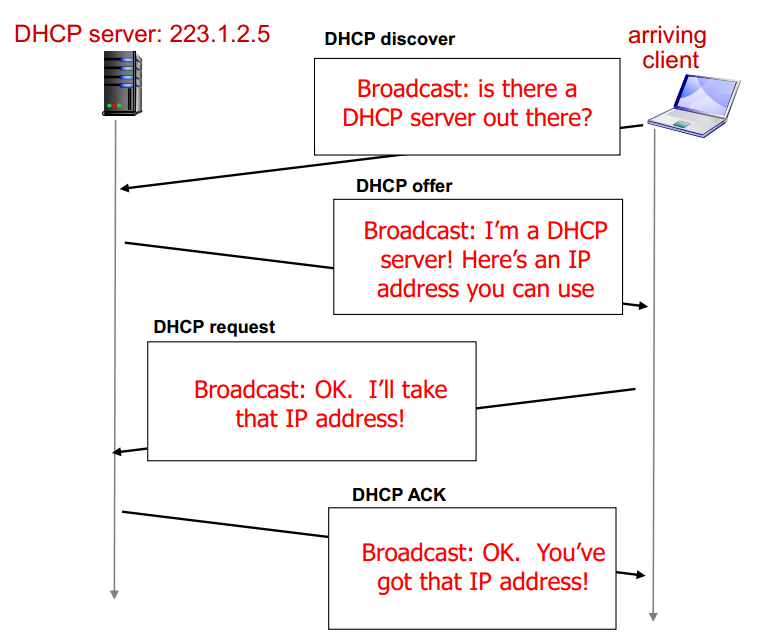 DHCP server: 223.1.2.5
DHCP discover
arriving
client
Broadcast: is there a
DHCP server out there?
DHCP offer
Broadcast: I’m a DHCP
server! Here’s an IP
address you can use
DHCP request
Broadcast: OK.  I’ll take
that IP address!
DHCP ACK
Broadcast: OK.  You’ve
got that IP address!